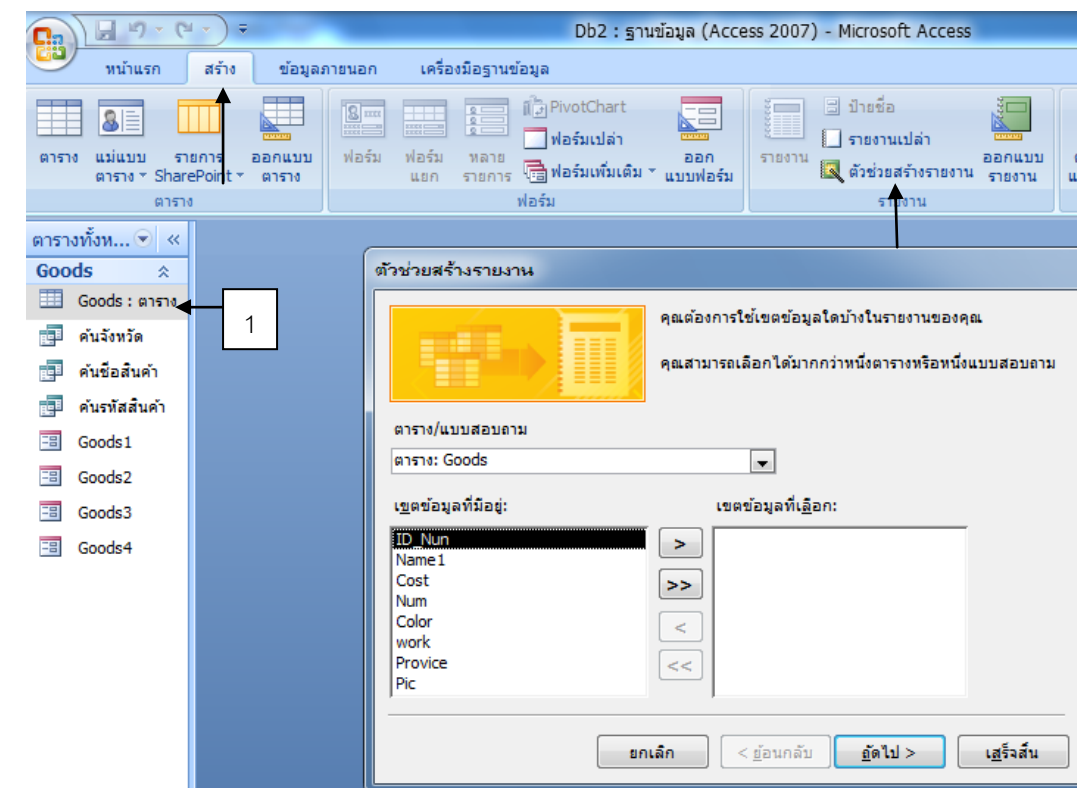 Db2 : ฐานข้อมูล (Access 2007) - Microsoft Access
หน้าแรก สร้าง ข้อมูลภายนอก เครื่องมือฐานข้อมูล
ตาราง
แม่แบบ
ตาราง
รายการ
SharePoint
ออกแบบ
ตาราง
ตาราง
ฟอร์ม
ฟอร์ม
แยก
หลาย
รายการ
PivotChart
ฟอร์มเปล่า
ฟอร์มเพิ่มเติม
ออก
แบบฟอร์ม
ฟอร์ม
รายงาน
ป้ายชื่อ
รายงานเปล่า
ตัวช่วยสร้างรายงาน
ออกแบบ
รายงาน
รายงาน
ตารางทั้งห... «
Goods
Goods : ตาราง
1
ค้นจังหวัด
ค้นชื่อสินค้า
ค้นรหัสสินค้า
Goods1
Goods2
Goods3
Goods4
ตัวช่วยสร้างรายงาน
คุณต้องการใช้เขตข้อมูลใดบ้างในรายงานของคุณ
คุณสามารถเลือกได้มากกว่าหนึ่งตารางหรือหนึ่งแบบสอบถาม
ตาราง/แบบสอบถาม
ตาราง: Goods
เขตข้อมูลที่มีอยู่: เขตข้อมูลที่เลือก:
ID_Nun
Name1
Cost
Num
Color
work
Provice
Pic
>
>>
<
<<
ยกเลิก < ย้อนกลับ ถัดไป > เสร็จสิ้น